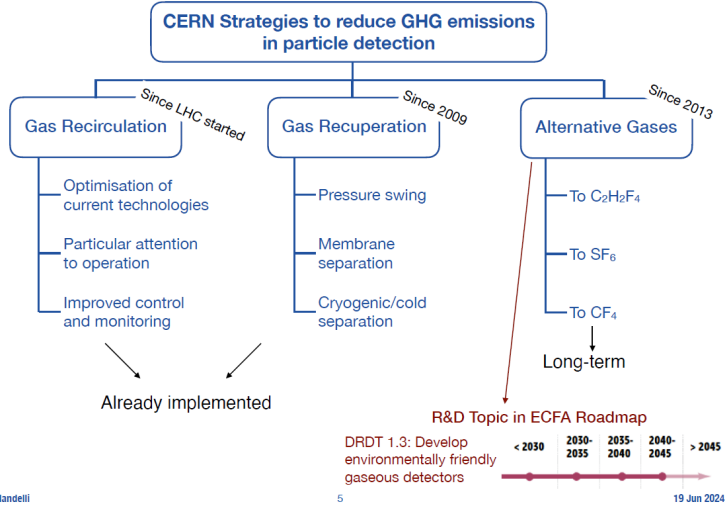 CERN Strategies to reduce GHG emissions
in particle detection
Since LHC started
Since 2009
Since 2013
Gas Recirculation
Gas Recuperation
Alternative Gases
Optimisation of
current technologies
Particular attention
to operation
Improved control
and monitoring
Pressure swing
Membrane
separation
Cryogenic/cold
separation
To C₂H₂F₄
To SF₆
To CF₄
Already implemented
Long-term
R&D Topic in ECFA Roadmap
DRDT 1.3: Develop
environmentally friendly
gaseous detectors
< 2030
2030-
2035
2035-
2040
2040-
2045
> 2045
landelli
5
19 Jun 2024